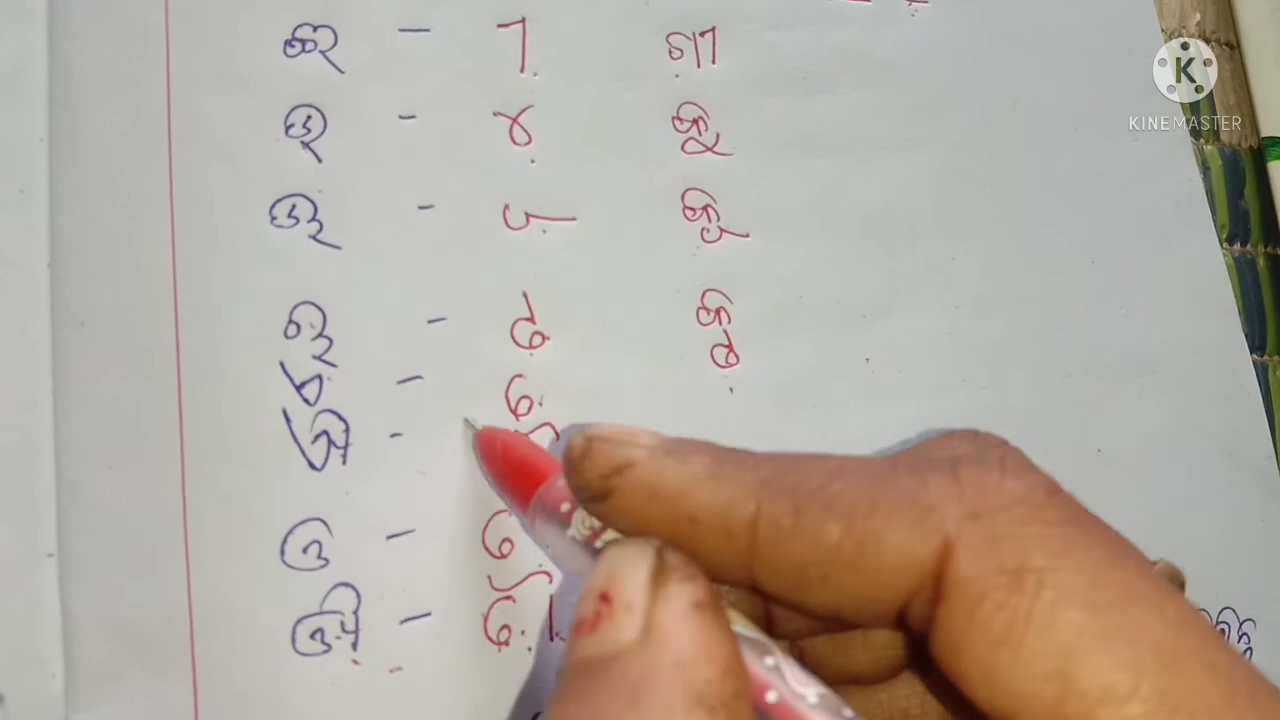 ଈ - ୀ କୀ
ଉ - ୁ କୁ
ଊ - ୂ କୂ
ଋ - ୃ କୃ
ଏ - େ
ଐ - ୈ
ଓ -
ଔ -
K
KINEMASTER